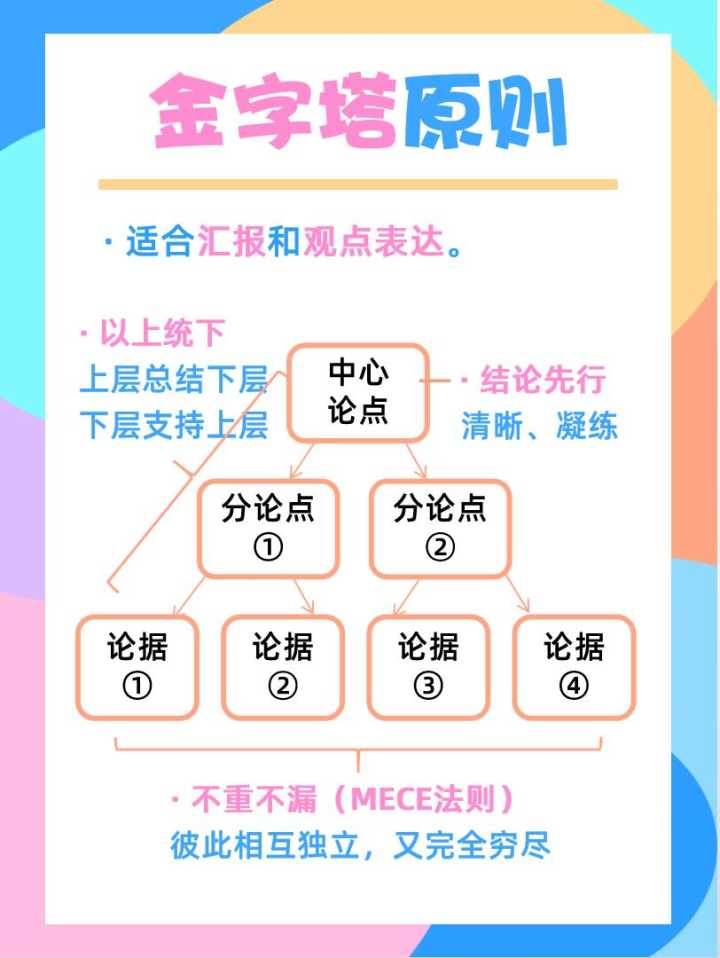 金字塔原则
·适合汇报和观点表达。
·以上统下
上层总结下层
下层支持上层
中心
论点
·结论先行
清晰、凝练
分论点
①
分论点
②
论据
①
论据
②
论据
③
论据
④
·不重不漏（MECE法则）
彼此相互独立，又完全穷尽